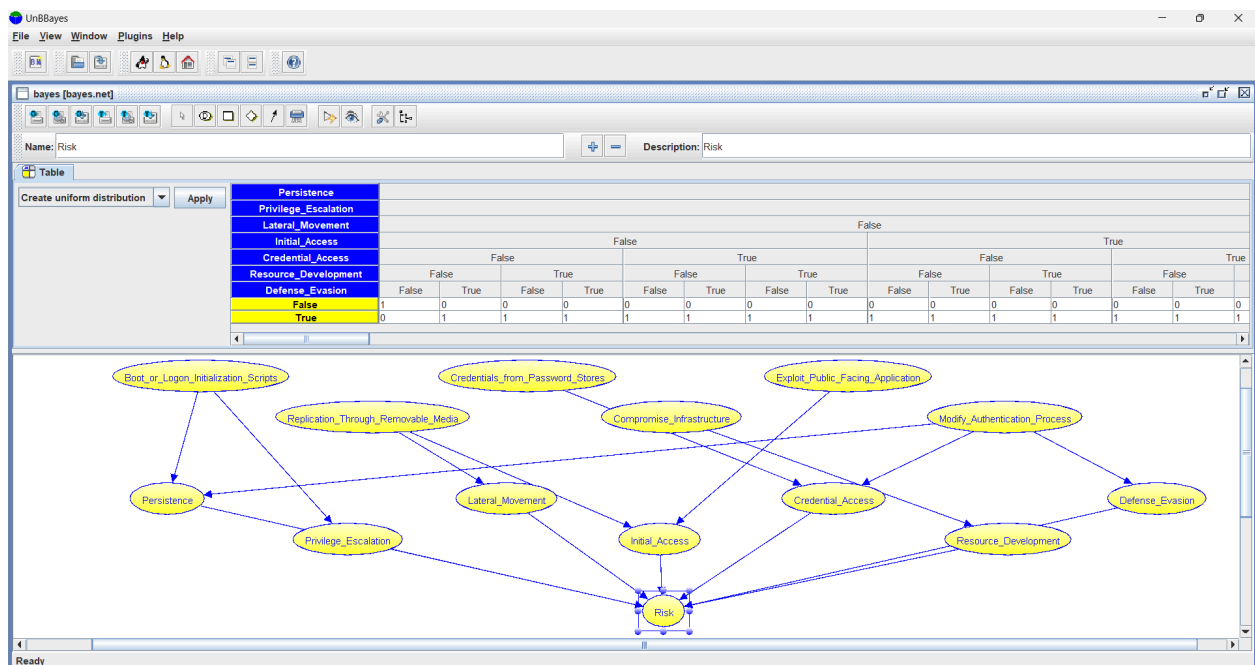 UnBBayes
File View Window Plugins Help
bayes [bayes.net]
Name: Risk Description: Risk
Table
Create uniform distribution Apply
Persistence
Privilege_Escalation
Lateral_Movement False
Initial_Access False True
Credential_Access False True False True
Resource_Development False True False True False True False
Defense_Evasion False True False True False True False True False True False True False True
False 1 0 0 0 0 0 0 0 0 0 0 0 0 0 0
True 0 1 1 1 1 1 1 1 1 1 1 1 1 1 1
Boot_or_Logon_Initialization_Scripts Credentials_from_Password_Stores Exploit_Public_Facing_Application
Replication_Through_Removable_Media Compromise_Infrastructure Modify_Authentication_Process
Persistence Lateral_Movement Credential_Access Defense_Evasion
Privilege_Escalation Initial_Access Resource_Development
Risk
Ready